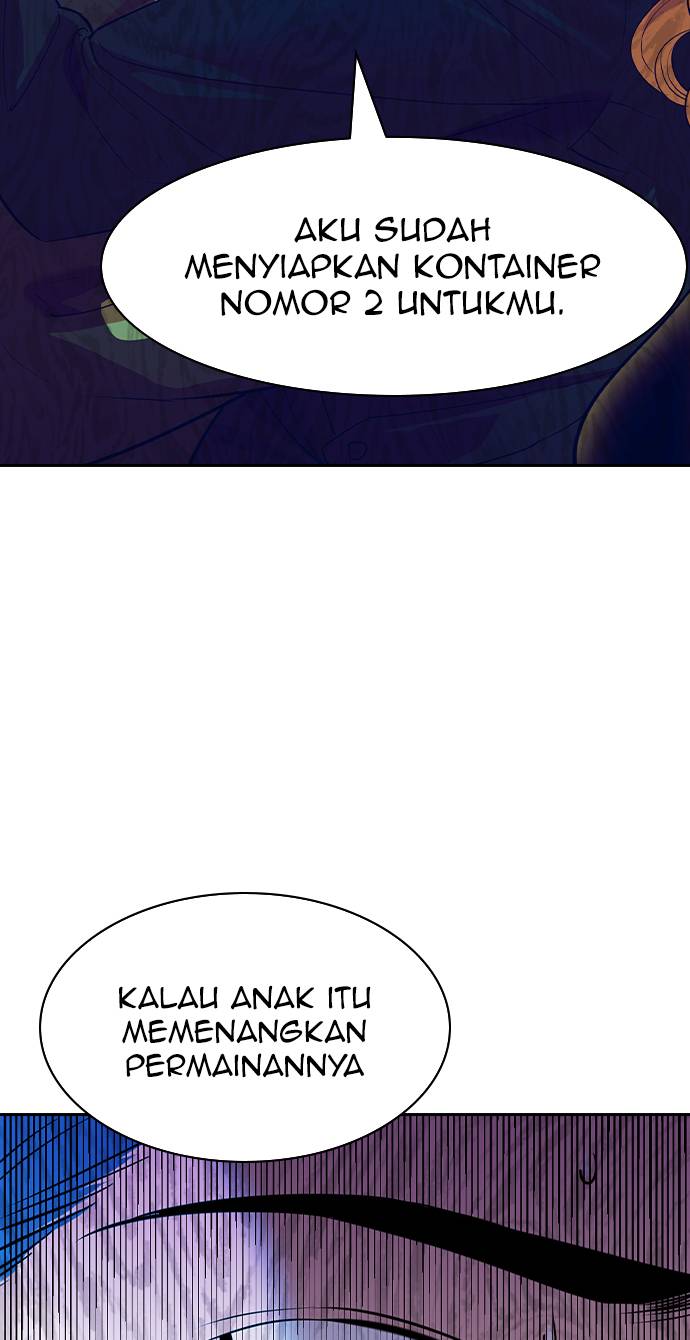 AKU SUDAH
MENYIAPKAN KONTAINER
NOMOR 2 UNTUKMU.
KALAU ANAK ITU
MEMENANGKAN
PERMAINANNYA